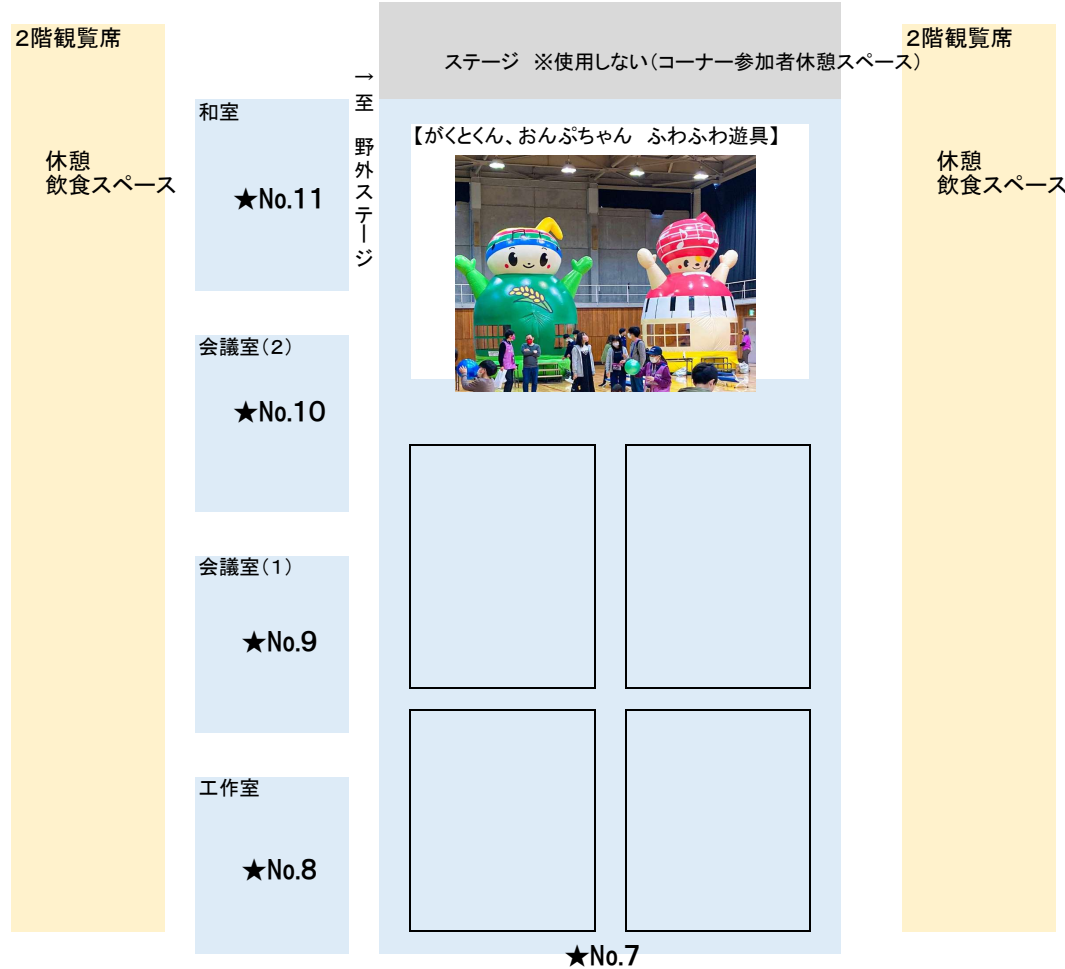 ２階観覧席
休憩
飲食スペース
和室
★No.11
会議室（２）
★No.10
会議室（１）
★No.9
工作室
★No.8
→至　野外ステージ
ステージ　※使用しない（コーナー参加者休憩スペース）
【がくとくん、おんぷちゃん　ふわふわ遊具】
★No.7
２階観覧席
休憩
飲食スペース